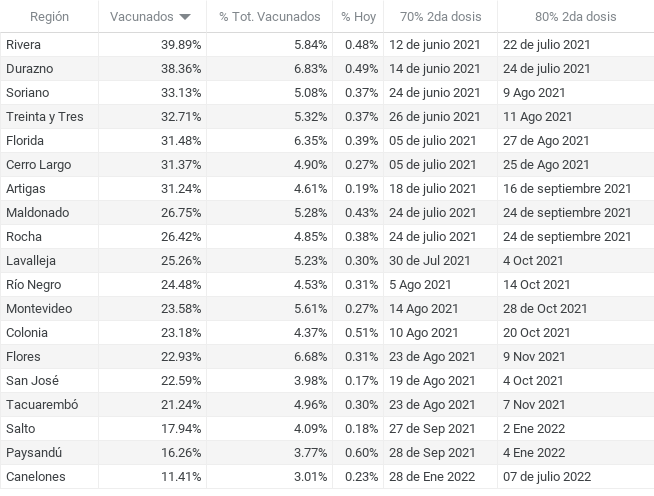 Región Vacunados % Tot. Vacunados % Hoy 70% 2da dosis 80% 2da dosis
Rivera 39.89% 5.84% 0.48% 12 de junio 2021 22 de julio 2021
Durazno 38.36% 6.83% 0.49% 14 de junio 2021 24 de julio 2021
Soriano 33.13% 5.08% 0.37% 24 de junio 2021 9 Ago 2021
Treinta y Tres 32.71% 5.32% 0.37% 26 de junio 2021 11 Ago 2021
Florida 31.48% 6.35% 0.39% 05 de julio 2021 27 de Ago 2021
Cerro Largo 31.37% 4.90% 0.27% 05 de julio 2021 25 de Ago 2021
Artigas 31.24% 4.61% 0.19% 18 de julio 2021 16 de septiembre 2021
Maldonado 26.75% 5.28% 0.43% 24 de julio 2021 24 de septiembre 2021
Rocha 26.42% 4.85% 0.38% 24 de julio 2021 24 de septiembre 2021
Lavalleja 25.26% 5.23% 0.30% 30 de Jul 2021 4 Oct 2021
Río Negro 24.48% 4.53% 0.31% 5 Ago 2021 14 Oct 2021
Montevideo 23.58% 5.61% 0.27% 14 Ago 2021 28 de Oct 2021
Colonia 23.18% 4.37% 0.51% 10 Ago 2021 20 Oct 2021
Flores 22.93% 6.68% 0.31% 23 de Ago 2021 9 Nov 2021
San José 22.59% 3.98% 0.17% 19 de Ago 2021 4 Oct 2021
Tacuarembó 21.24% 4.96% 0.30% 23 de Ago 2021 7 Nov 2021
Salto 17.94% 4.09% 0.18% 27 de Sep 2021 2 Ene 2022
Paysandú 16.26% 3.77% 0.60% 28 de Sep 2021 4 Ene 2022
Canelones 11.41% 3.01% 0.23% 28 de Ene 2022 07 de julio 2022